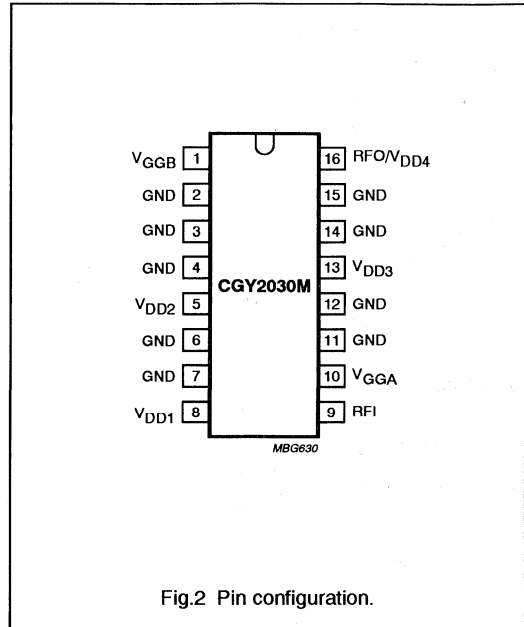 VGGB 1 16 RFO/VDD4
GND 2 15 GND
GND 3 14 GND
GND 4 13 VDD3
CGY2030M
VDD2 5 12 GND
GND 6 11 GND
GND 7 10 VGGA
VDD1 8 9 RFI
MBG630
Fig.2 Pin configuration.